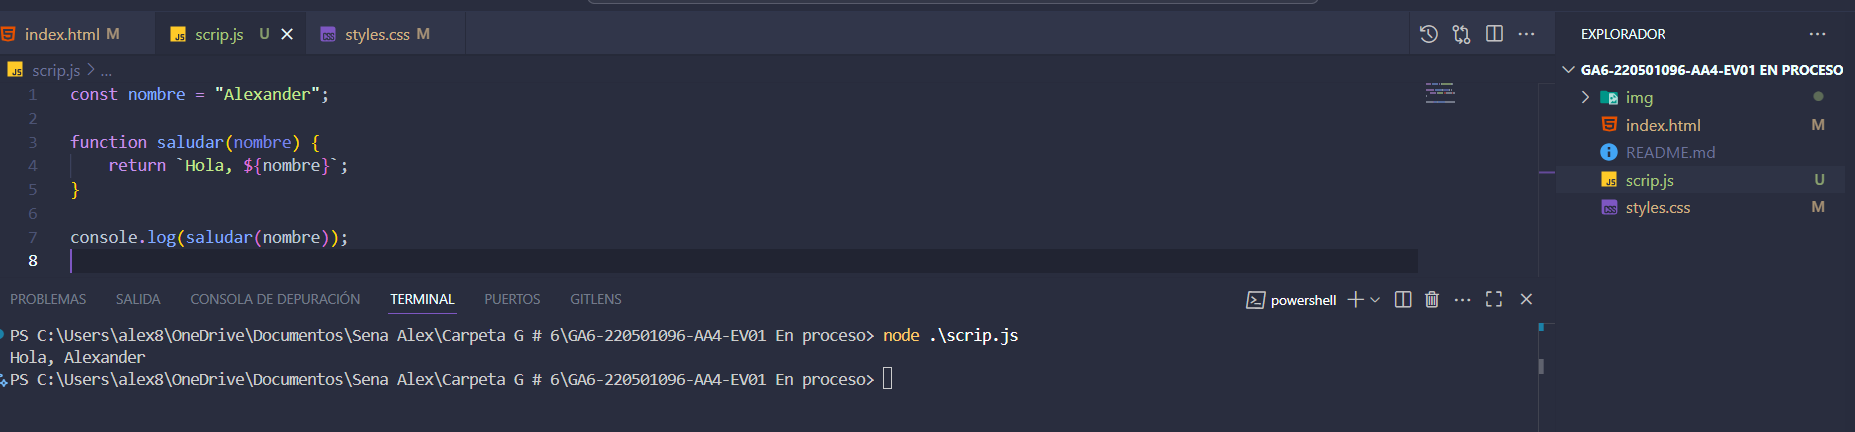 index.html M scrip.js U styles.css M
scrip.js > ...
1 const nombre = "Alexander";
2
3 function saludar(nombre) {
4 return `Hola, ${nombre}`;
5 }
6
7 console.log(saludar(nombre));
8
PROBLEMAS SALIDA CONSOLA DE DEPURACIÓN TERMINAL PUERTOS GITLENS powershell
PS C:\Users\alex8\OneDrive\Documentos\Sena Alex\Carpeta G # 6\GA6-220501096-AA4-EV01 En proceso> node .\scrip.js
Hola, Alexander
PS C:\Users\alex8\OneDrive\Documentos\Sena Alex\Carpeta G # 6\GA6-220501096-AA4-EV01 En proceso>
EXPLORADOR
GA6-220501096-AA4-EV01 EN PROCESO
img
index.html M
README.md
scrip.js U
styles.css M